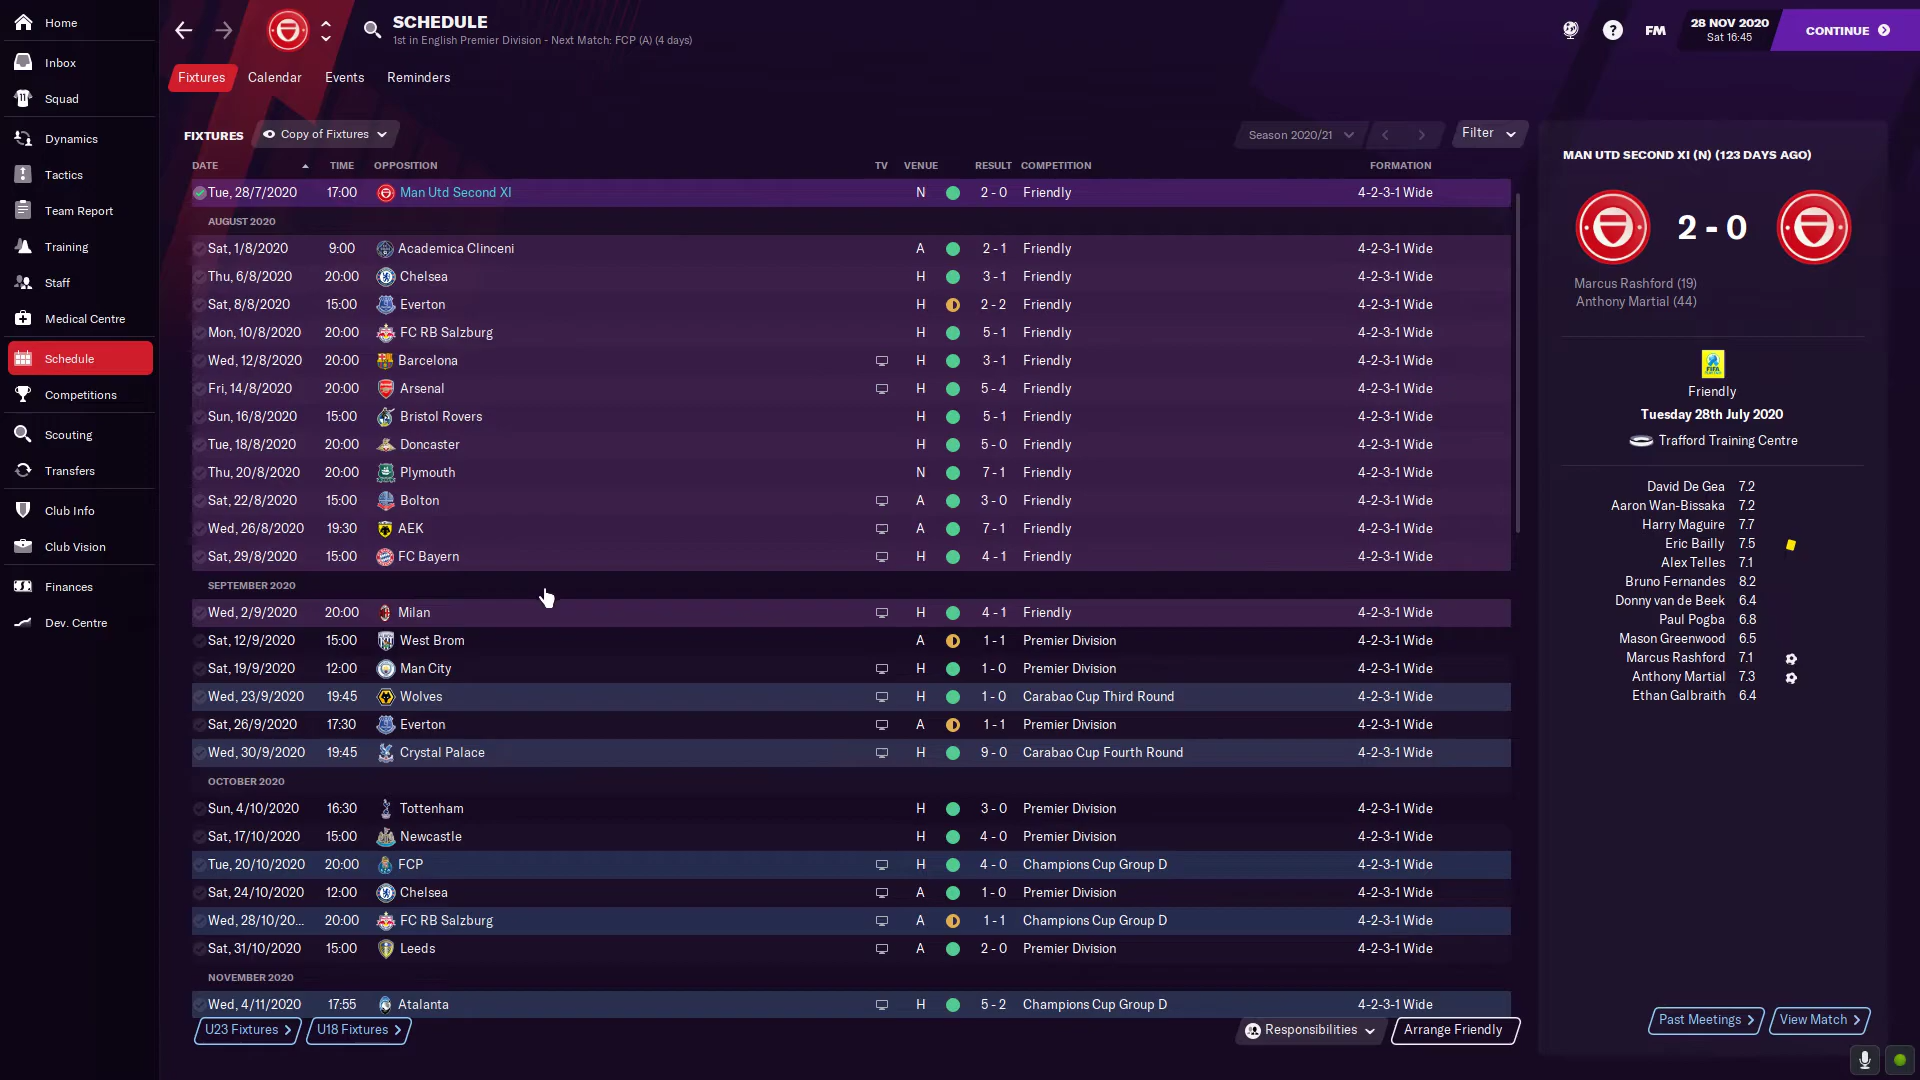 Home
Inbox
Squad
Dynamics
Tactics
Team Report
Training
Staff
Medical Centre
Schedule
Competitions
Scouting
Transfers
Club Info
Club Vision
Finances
Dev. Centre
SCHEDULE
1st in English Premier Division - Next Match: FCP (A) (4 days)
FM
28 NOV 2020
Sat 16:45
CONTINUE
Fixtures Calendar Events Reminders
FIXTURES Copy of Fixtures Season 2020/21 Filter
DATE TIME OPPOSITION TV VENUE RESULT COMPETITION FORMATION
Tue, 28/7/2020 17:00 Man Utd Second XI N 2 - 0 Friendly 4-2-3-1 Wide
AUGUST 2020
Sat, 1/8/2020 9:00 Academica Clinceni A 2 - 1 Friendly 4-2-3-1 Wide
Thu, 6/8/2020 20:00 Chelsea H 3 - 1 Friendly 4-2-3-1 Wide
Sat, 8/8/2020 15:00 Everton H 2 - 2 Friendly 4-2-3-1 Wide
Mon, 10/8/2020 20:00 FC RB Salzburg H 5 - 1 Friendly 4-2-3-1 Wide
Wed, 12/8/2020 20:00 Barcelona H 3 - 1 Friendly 4-2-3-1 Wide
Fri, 14/8/2020 20:00 Arsenal H 5 - 4 Friendly 4-2-3-1 Wide
Sun, 16/8/2020 15:00 Bristol Rovers H 5 - 1 Friendly 4-2-3-1 Wide
Tue, 18/8/2020 20:00 Doncaster H 5 - 0 Friendly 4-2-3-1 Wide
Thu, 20/8/2020 20:00 Plymouth N 7 - 1 Friendly 4-2-3-1 Wide
Sat, 22/8/2020 15:00 Bolton A 3 - 0 Friendly 4-2-3-1 Wide
Wed, 26/8/2020 19:30 AEK A 7 - 1 Friendly 4-2-3-1 Wide
Sat, 29/8/2020 15:00 FC Bayern H 4 - 1 Friendly 4-2-3-1 Wide
SEPTEMBER 2020
Wed, 2/9/2020 20:00 Milan H 4 - 1 Friendly 4-2-3-1 Wide
Sat, 12/9/2020 15:00 West Brom A 1 - 1 Premier Division 4-2-3-1 Wide
Sat, 19/9/2020 12:00 Man City H 1 - 0 Premier Division 4-2-3-1 Wide
Wed, 23/9/2020 19:45 Wolves H 1 - 0 Carabao Cup Third Round 4-2-3-1 Wide
Sat, 26/9/2020 17:30 Everton A 1 - 1 Premier Division 4-2-3-1 Wide
Wed, 30/9/2020 19:45 Crystal Palace H 9 - 0 Carabao Cup Fourth Round 4-2-3-1 Wide
OCTOBER 2020
Sun, 4/10/2020 16:30 Tottenham H 3 - 0 Premier Division 4-2-3-1 Wide
Sat, 17/10/2020 15:00 Newcastle H 4 - 0 Premier Division 4-2-3-1 Wide
Tue, 20/10/2020 20:00 FCP H 4 - 0 Champions Cup Group D 4-2-3-1 Wide
Sat, 24/10/2020 12:00 Chelsea A 1 - 0 Premier Division 4-2-3-1 Wide
Wed, 28/10/20... 20:00 FC RB Salzburg A 1 - 1 Champions Cup Group D 4-2-3-1 Wide
Sat, 31/10/2020 15:00 Leeds A 2 - 0 Premier Division 4-2-3-1 Wide
NOVEMBER 2020
Wed, 4/11/2020 17:55 Atalanta H 5 - 2 Champions Cup Group D 4-2-3-1 Wide
U23 Fixtures U18 Fixtures Responsibilities Arrange Friendly
MAN UTD SECOND XI (N) (123 DAYS AGO)
2 - 0
Marcus Rashford (19)
Anthony Martial (44)
Friendly
Tuesday 28th July 2020
Trafford Training Centre
David De Gea 7.2
Aaron Wan-Bissaka 7.2
Harry Maguire 7.7
Eric Bailly 7.5
Alex Telles 7.1
Bruno Fernandes 8.2
Donny van de Beek 6.4
Paul Pogba 6.8
Mason Greenwood 6.5
Marcus Rashford 7.1
Anthony Martial 7.3
Ethan Galbraith 6.4
Past Meetings View Match